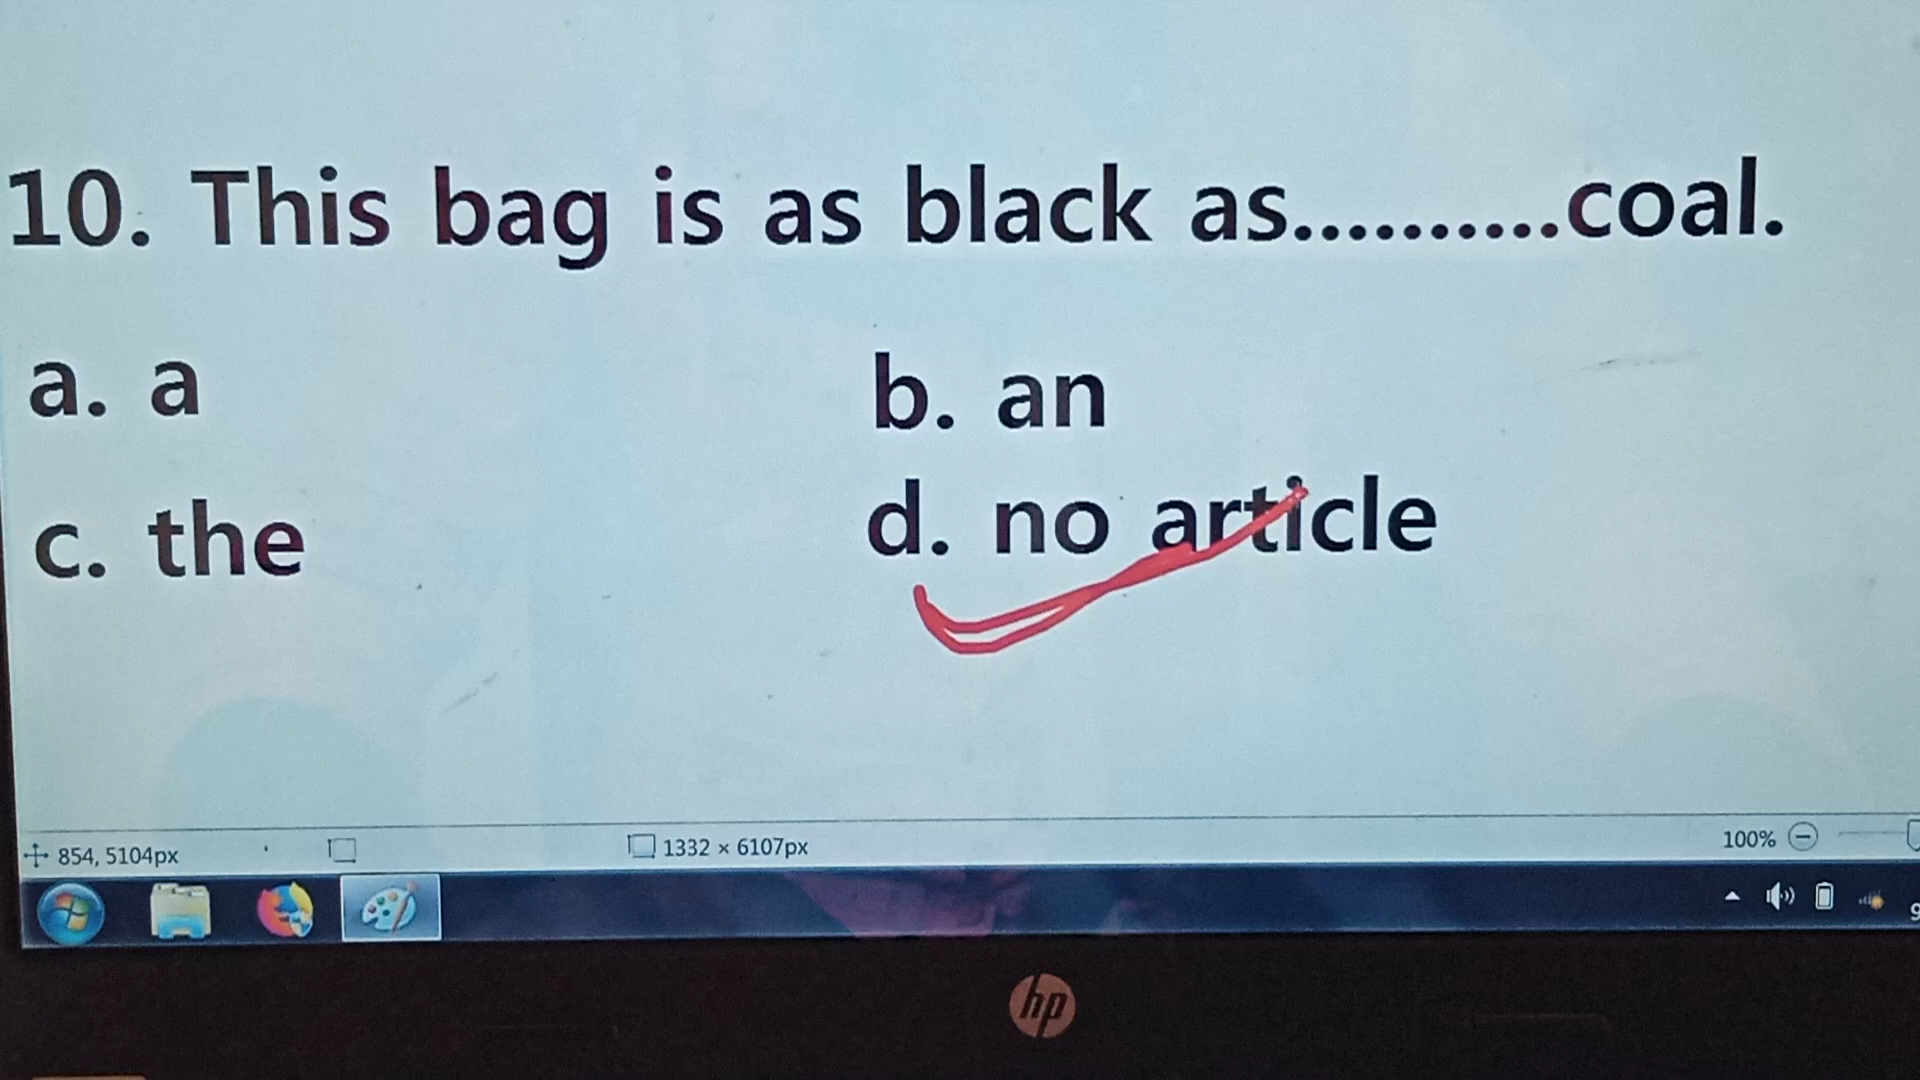 10. This bag is as black as..........coal.
a. a
b. an
c. the
d. no article
854, 5104px
1332 × 6107px
100%
hp